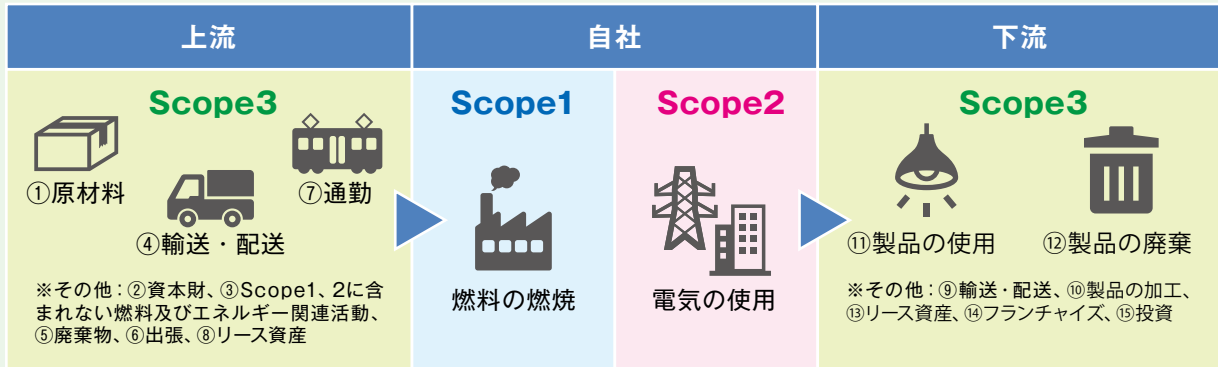 上流
自社
下流
Scope3
①原材料
⑦通勤
④輸送・配送
※その他:②資本財、③Scope1、2に含
まれない燃料及びエネルギー関連活動、
⑤廃棄物、⑥出張、⑧リース資産
Scope1
燃料の燃焼
Scope2
電気の使用
Scope3
⑪製品の使用
⑫製品の廃棄
※その他:⑨輸送・配送、⑩製品の加工、
⑬リース資産、⑭フランチャイズ、⑮投資